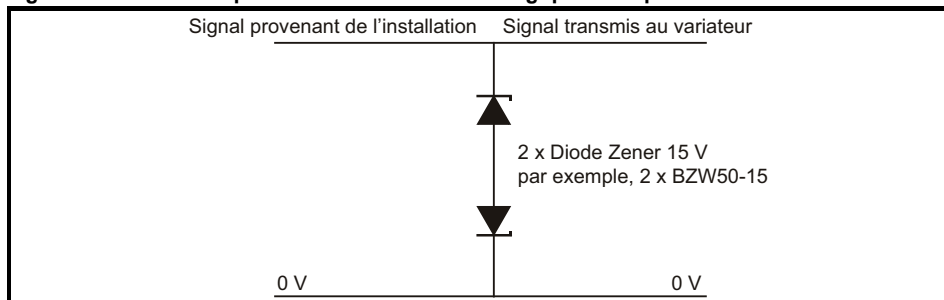 Signal provenant de l'installation Signal transmis au variateur
2 x Diode Zener 15 V
par exemple, 2 x BZW50-15
0 V 0 V